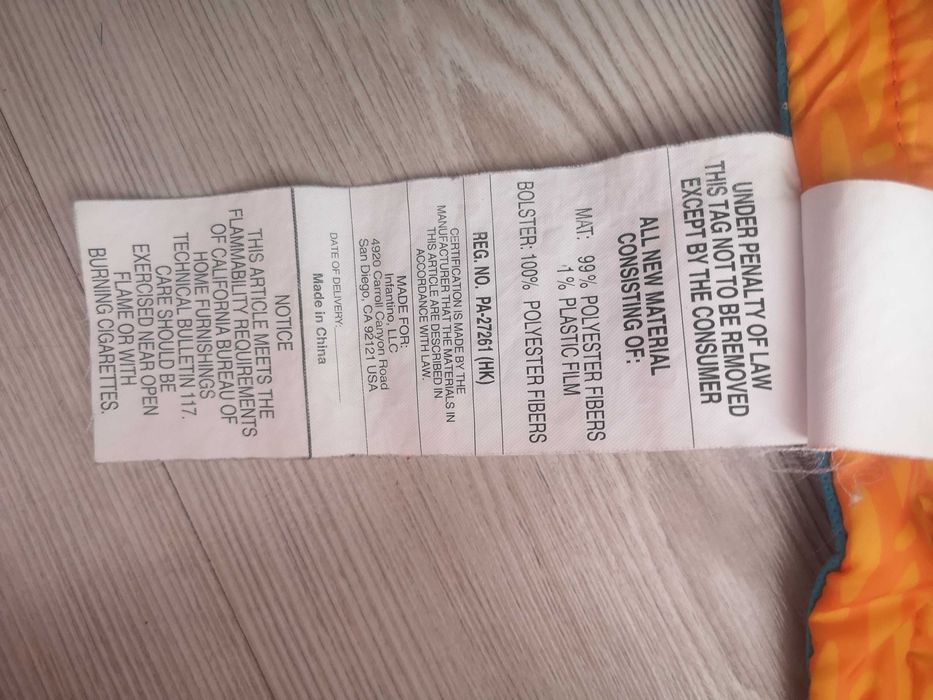 UNDER PENALTY OF LAW
THIS TAG NOT TO BE REMOVED
EXCEPT BY THE CONSUMER
ALL NEW MATERIAL
CONSISTING OF:
MAT: 99% POLYESTER FIBERS
1% PLASTIC FILM
BOLSTER: 100% POLYESTER FIBERS
REG. NO. PA-27261 (HK)
CERTIFICATION IS MADE BY THE
MANUFACTURER THAT THE MATERIALS IN
THIS ARTICLE ARE DESCRIBED IN
ACCORDANCE WITH LAW.
MADE FOR:
Infantino, LLC
4920 Carroll Canyon Road
San Diego, CA 92121 USA
DATE OF DELIVERY:
Made in China
NOTICE
THIS ARTICLE MEETS THE
FLAMMABILITY REQUIREMENTS
OF CALIFORNIA BUREAU OF
HOME FURNISHINGS
TECHNICAL BULLETIN 117.
CARE SHOULD BE
EXERCISED NEAR OPEN
FLAME OR WITH
BURNING CIGARETTES.